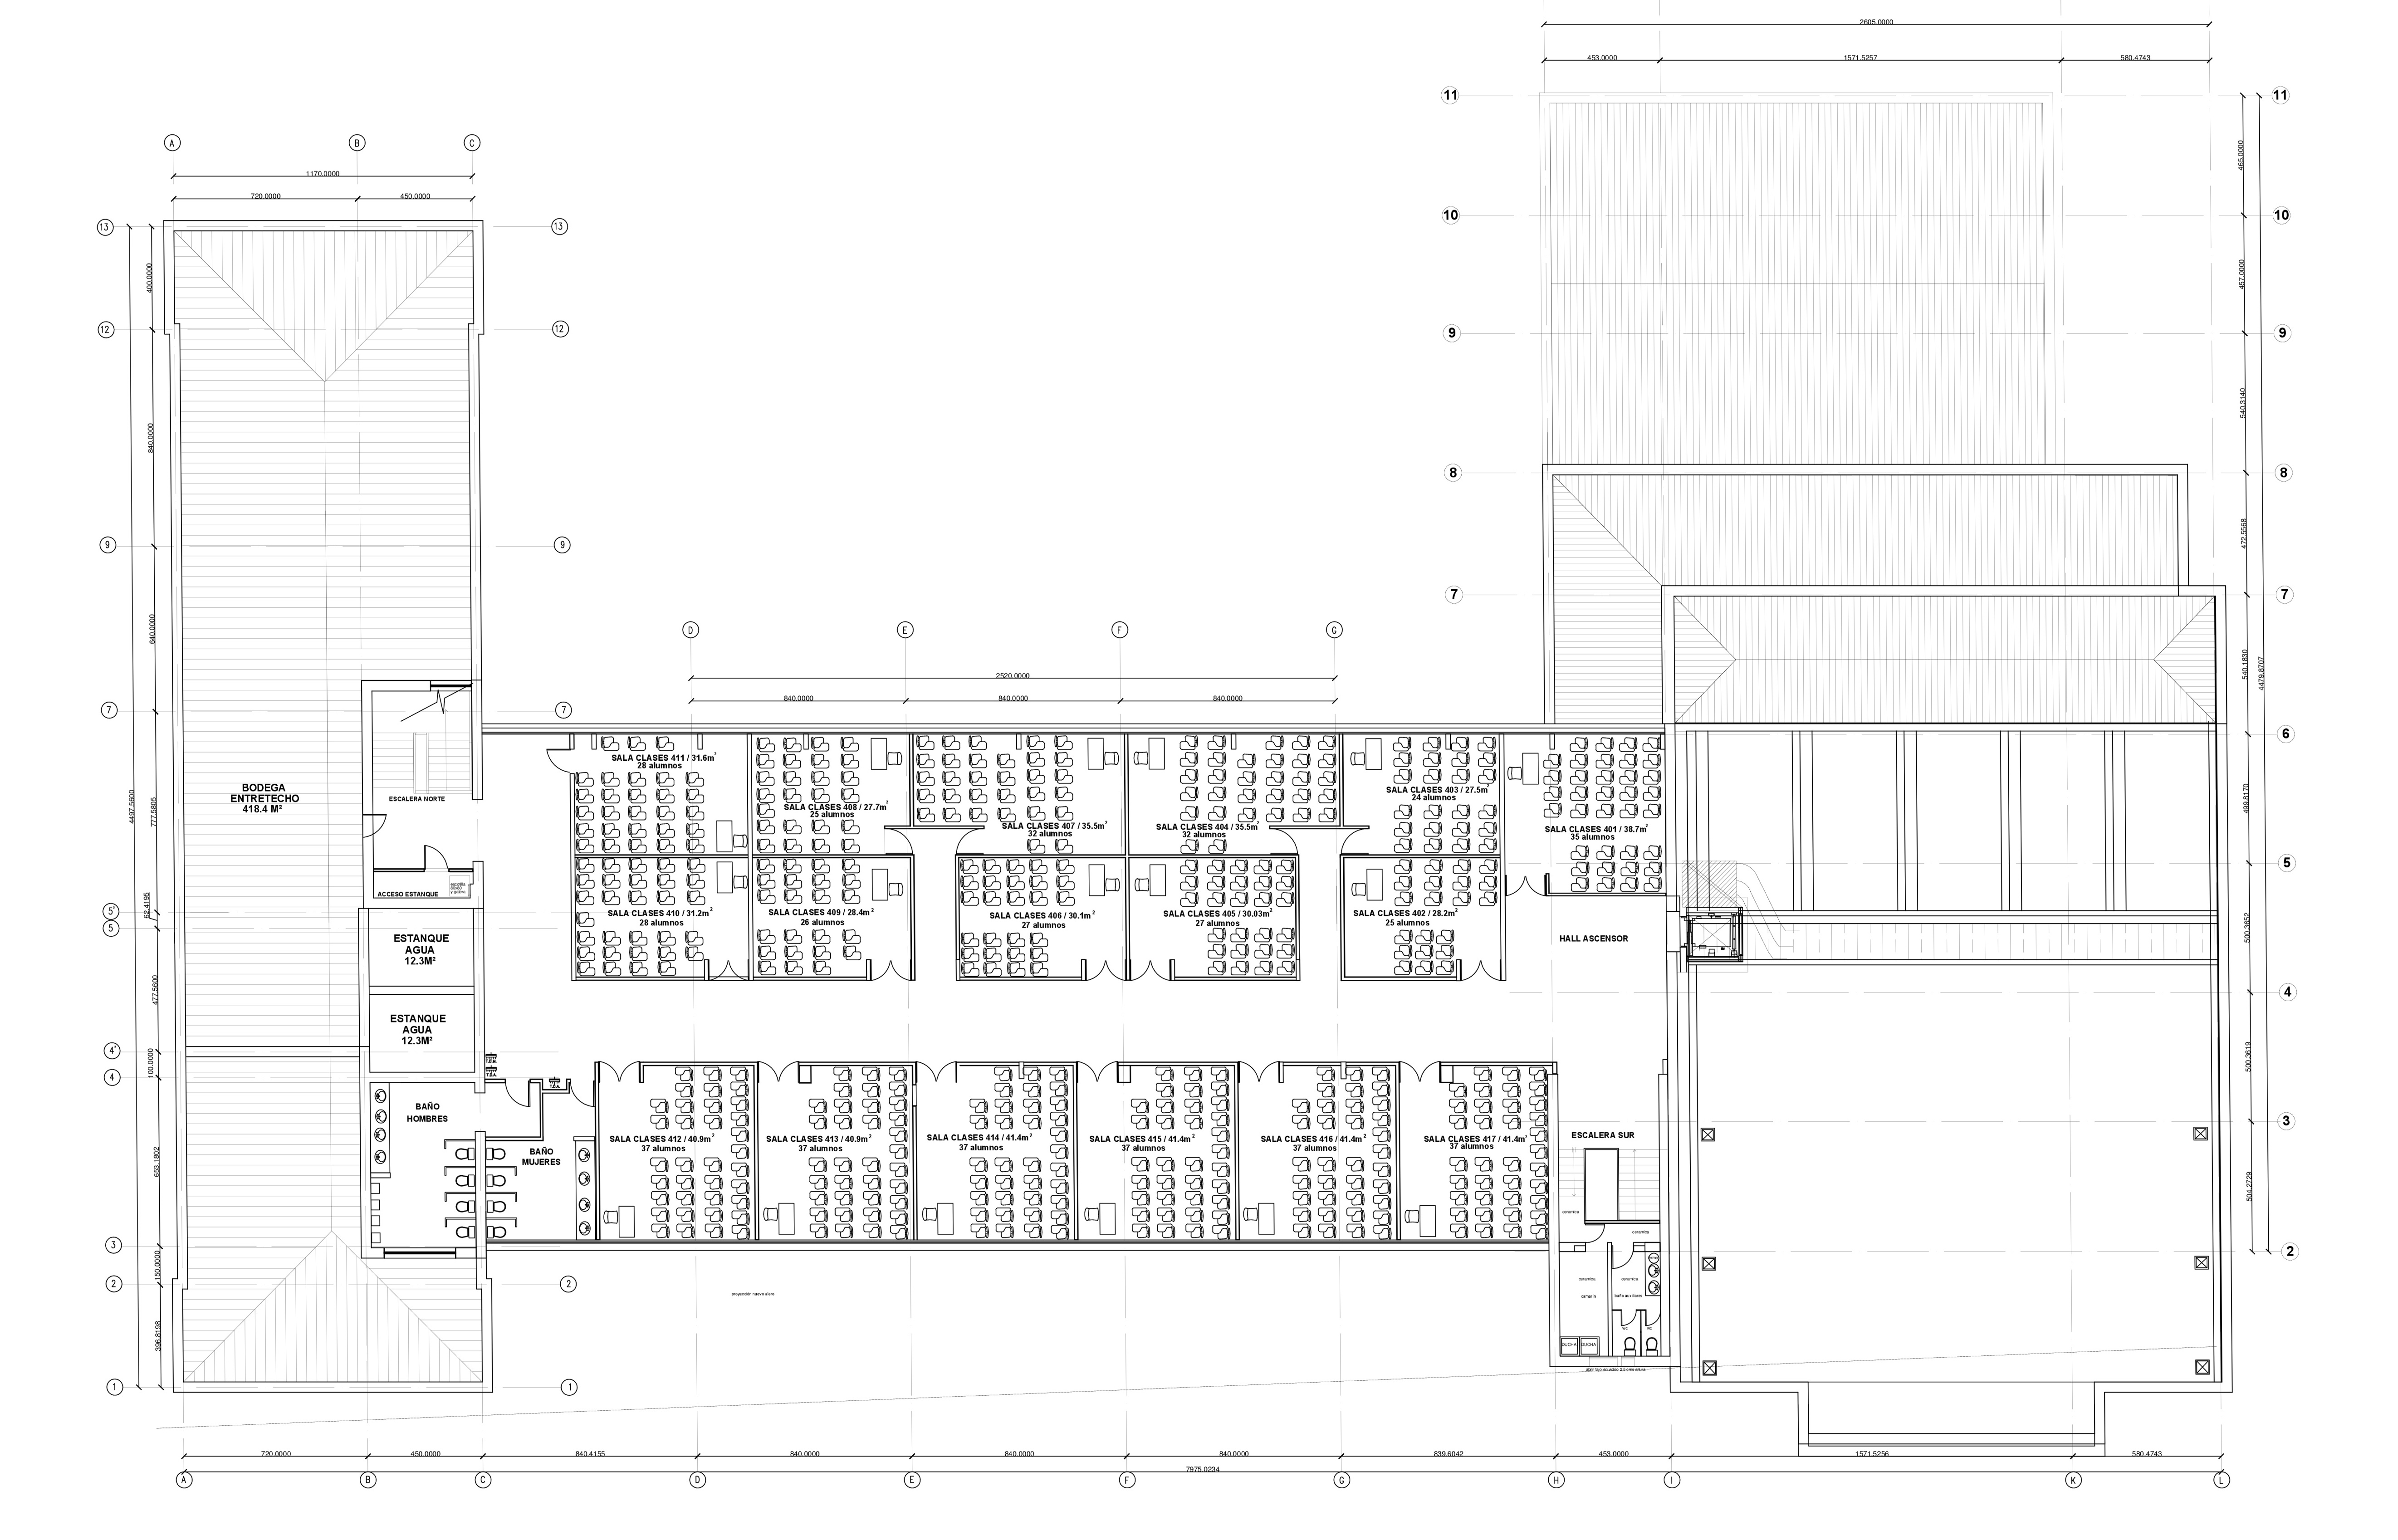 2605.0000
453.0000
1571.5257
580.4743
11
11
A
B
C
1170.0000
465.0000
720.0000
450.0000
10
10
13
13
400.0000
457.0000
12
12
9
9
840.0000
540.3140
8
8
9
9
472.5568
7
7
640.0000
D
E
F
G
2520.0000
540.1830
4479.8707
840.0000
840.0000
840.0000
7
7
6
SALA CLASES 411 / 31.6m²
28 alumnos
SALA CLASES 408 / 27.7m²
25 alumnos
SALA CLASES 407 / 35.5m²
32 alumnos
SALA CLASES 404 / 35.5m²
32 alumnos
SALA CLASES 403 / 27.5m²
24 alumnos
SALA CLASES 401 / 38.7m²
35 alumnos
BODEGA
ENTRETECHO
418.4 M²
ESCALERA NORTE
4497.5600
777.5805
499.8170
5
ACCESO ESTANQUE
62.4195
5'
5
SALA CLASES 410 / 31.2m²
28 alumnos
SALA CLASES 409 / 28.4m²
26 alumnos
SALA CLASES 406 / 30.1m²
27 alumnos
SALA CLASES 405 / 30.03m²
27 alumnos
SALA CLASES 402 / 28.2m²
25 alumnos
HALL ASCENSOR
ESTANQUE
AGUA
12.3M²
500.3652
477.5600
4
ESTANQUE
AGUA
12.3M²
4'
4
100.0000
T.D.A.
T.D.A.
T.D.A.
500.3619
BAÑO
HOMBRES
3
BAÑO
MUJERES
SALA CLASES 412 / 40.9m²
37 alumnos
SALA CLASES 413 / 40.9m²
37 alumnos
SALA CLASES 414 / 41.4m²
37 alumnos
SALA CLASES 415 / 41.4m²
37 alumnos
SALA CLASES 416 / 41.4m²
37 alumnos
SALA CLASES 417 / 41.4m²
37 alumnos
ESCALERA SUR
653.1802
504.2729
ceramica
ceramica
3
2
150.0000
2
2
ceramica
ceramica
camarin
baño auxiliares
proyección nueva alero
396.8198
w.c.
w.c.
DUCHA
DUCHA
1
1
720.0000
450.0000
840.4155
840.0000
840.0000
840.0000
839.6042
453.0000
1571.5256
580.4743
7975.0234
A
B
C
D
E
F
G
H
I
K
L